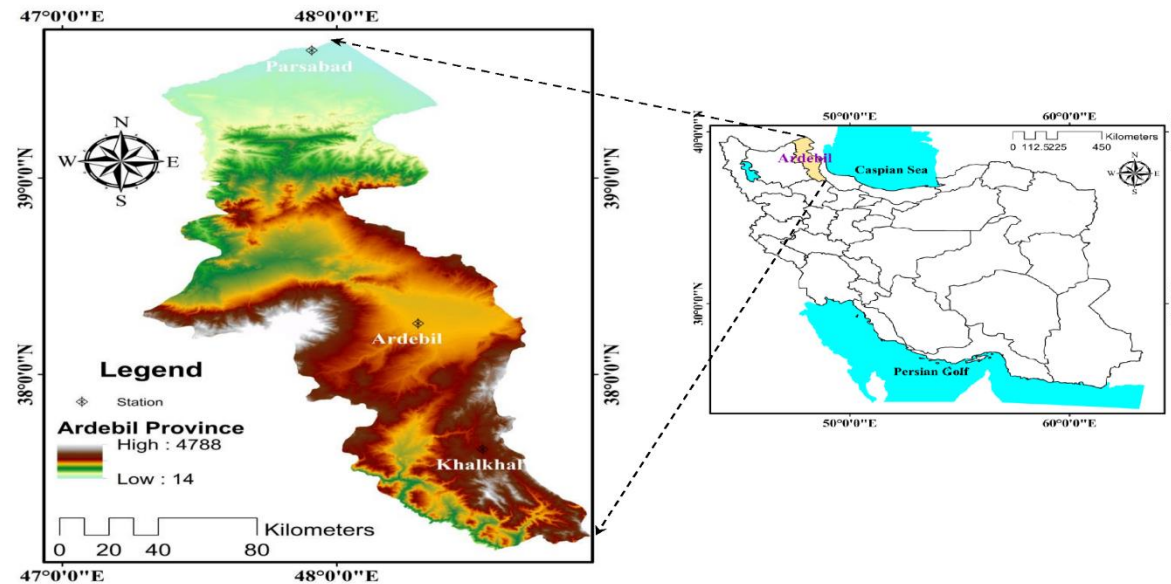 47°0'0"E 48°0'0"E
Parsabad
N
W E
S
39°0'0"N
39°0'0"N
Ardebil
38°0'0"N
38°0'0"N
Legend
Station
Ardebil Province
High : 4788
Low : 14
Khalkhal
Kilometers
0 20 40 80
47°0'0"E 48°0'0"E
50°0'0"E 60°0'0"E
Kilometers
0 112.5225 450
40°0'0"N
Ardebil
Caspian Sea
N
W E
S
30°0'0"N
Persian Golf
50°0'0"E 60°0'0"E